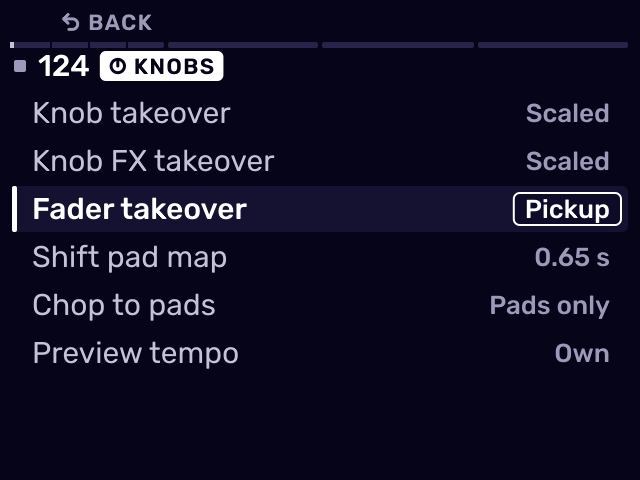 BACK
124 KNOBS
Knob takeover Scaled
Knob FX takeover Scaled
Fader takeover Pickup
Shift pad map 0.65 s
Chop to pads Pads only
Preview tempo Own